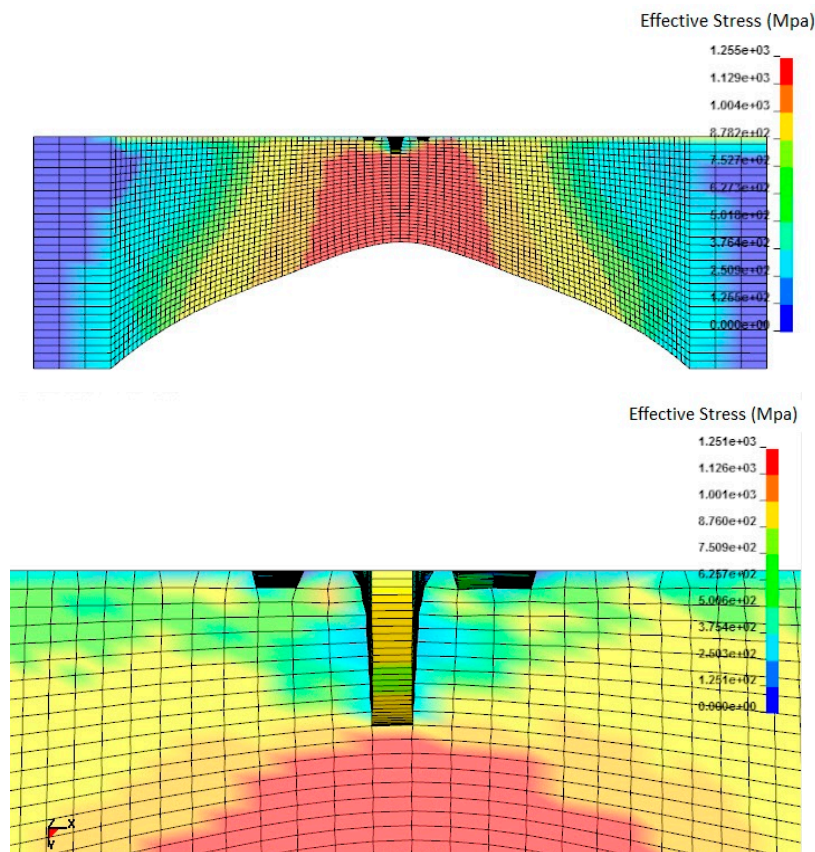 Effective Stress (Mpa)
1.255e+03
1.129e+03
1.004e+03
8.782e+02
7.527e+02
6.273e+02
5.018e+02
3.764e+02
2.509e+02
1.255e+02
0.000e+00
Effective Stress (Mpa)
1.251e+03
1.126e+03
1.001e+03
8.760e+02
7.509e+02
6.257e+02
5.006e+02
3.754e+02
2.503e+02
1.251e+02
0.000e+00
Z X
Y